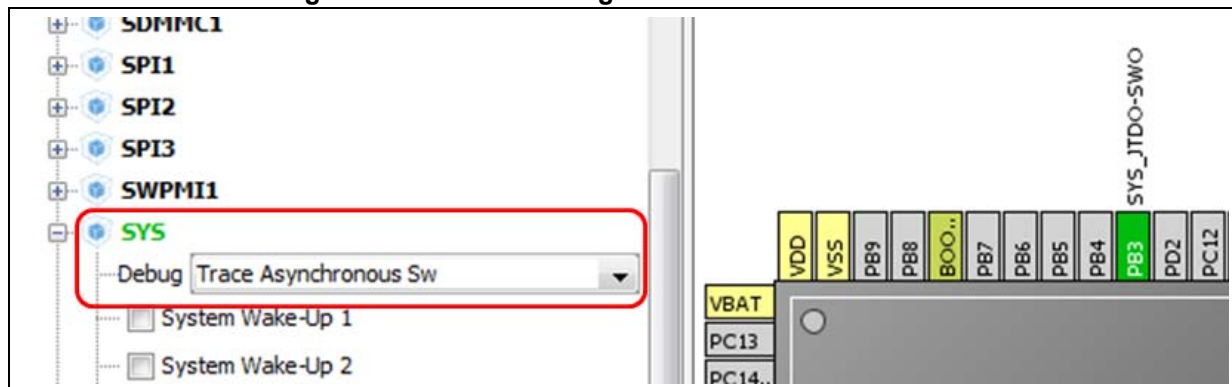 SDMMC1
SPI1
SPI2
SPI3
SWPMI1
SYS
Debug Trace Asynchronous Sw
System Wake-Up 1
System Wake-Up 2
SYS_JTDO-SWO
VDD
VSS
PB9
PB8
BOO..
PB7
PB6
PB5
PB4
PB3
PD2
PC12
VBAT
PC13
PC14..